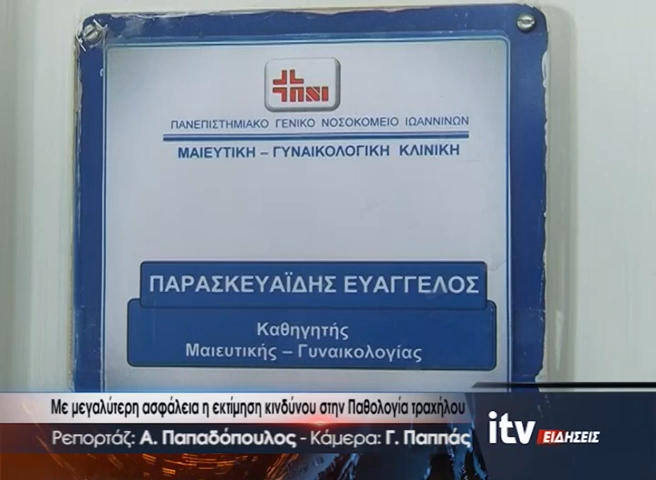 ΠΓΝΙ
ΠΑΝΕΠΙΣΤΗΜΙΑΚΟ ΓΕΝΙΚΟ ΝΟΣΟΚΟΜΕΙΟ ΙΩΑΝΝΙΝΩΝ
ΜΑΙΕΥΤΙΚΗ – ΓΥΝΑΙΚΟΛΟΓΙΚΗ ΚΛΙΝΙΚΗ
ΠΑΡΑΣΚΕΥΑΪΔΗΣ ΕΥΑΓΓΕΛΟΣ
Καθηγητής
Μαιευτικής – Γυναικολογίας
Με μεγαλύτερη ασφάλεια η εκτίμηση κινδύνου στην Παθολογία τραχήλου
Ρεπορτάζ: Α. Παπαδόπουλος - Κάμερα: Γ. Παππάς
itv ΕΙΔΗΣΕΙΣ